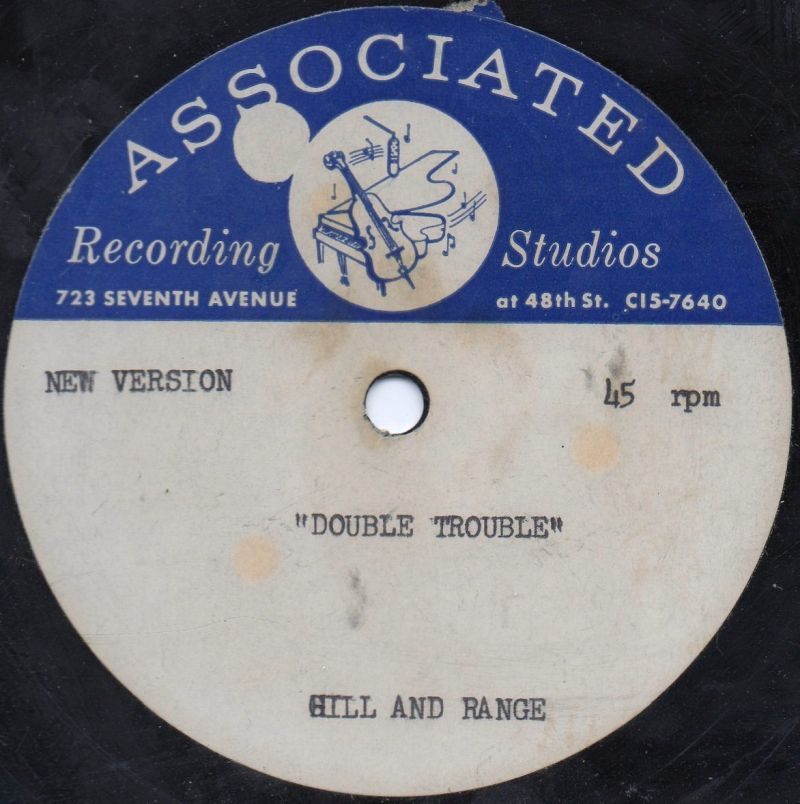 ASSOCIATED
Recording Studios
723 SEVENTH AVENUE at 48th St. CI5-7640
NEW VERSION 45 rpm
"DOUBLE TROUBLE"
HILL AND RANGE